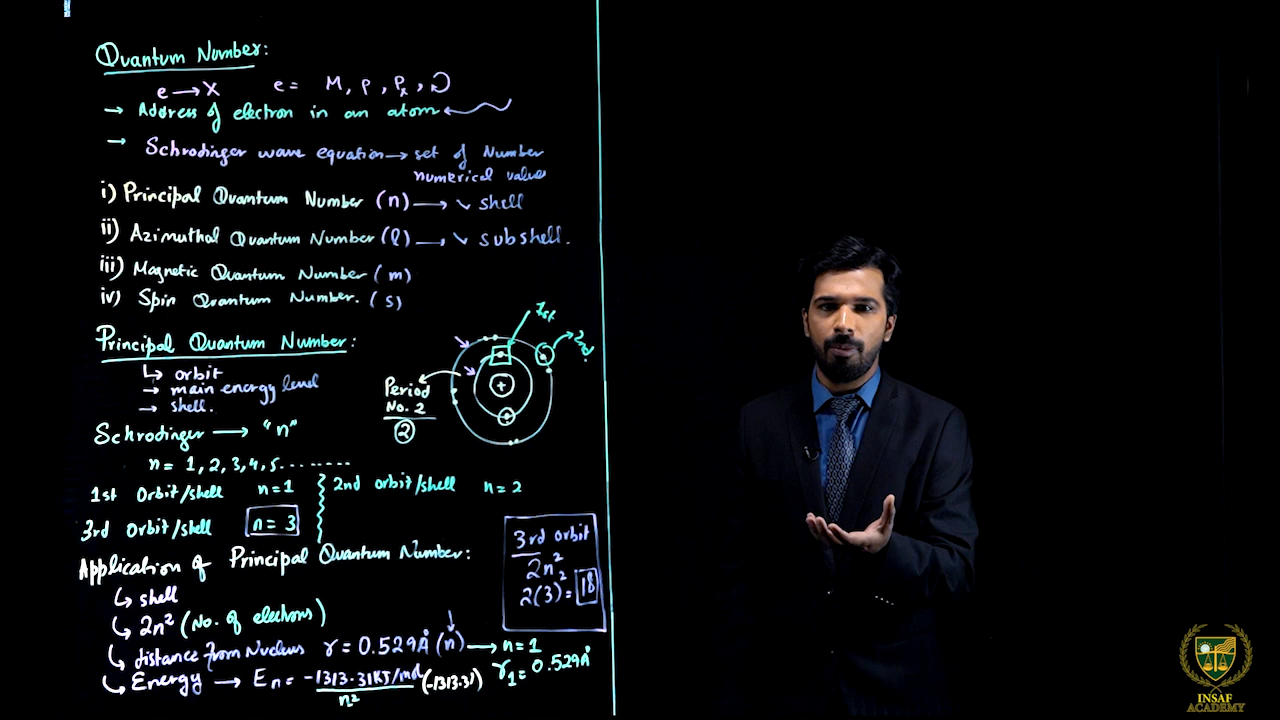 Quantum Number:
e → X e = M, P, Px, D
→ Address of electron in an atom ←
→ Schrodinger wave equation → set of Number
numerical value
i) Principal Quantum Number (n) → shell
ii) Azimuthal Quantum Number (l) → subshell.
iii) Magnetic Quantum Number (m)
iv) Spin Quantum Number. (s)
Principal Quantum Number:
↳ orbit
→ main energy level
→ shell.
1st
2nd
+
Period
No. 2
2
Schrodinger → "n"
n = 1, 2, 3, 4, 5.........
1st Orbit/shell n=1
2nd orbit/shell n = 2
3rd Orbit/shell n = 3
Application of Principal Quantum Number:
↳ shell
↳ 2n² (No. of electrons)
↳ distance from Nucleus r = 0.529Å (n) → n = 1
r₁ = 0.529Å
↳ Energy → En = -1313.31KJ/mol (-1313.31)
n²
3rd orbit
2n²
2(3)² = 18
INSAF
ACADEMY